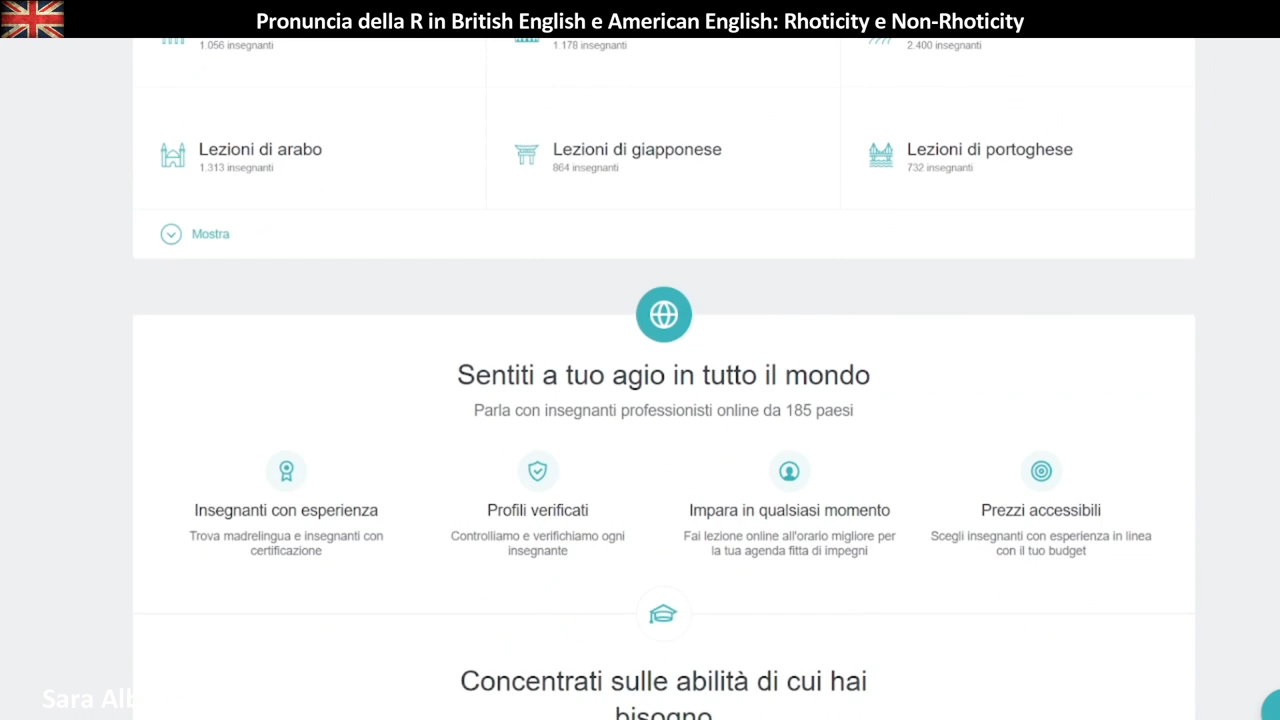 Pronuncia della R in British English e American English: Rhoticity e Non-Rhoticity
1.056 insegnanti
1.178 insegnanti
2.400 insegnanti
Lezioni di arabo
1.313 insegnanti
Lezioni di giapponese
864 insegnanti
Lezioni di portoghese
732 insegnanti
Mostra
Sentiti a tuo agio in tutto il mondo
Parla con insegnanti professionisti online da 185 paesi
Insegnanti con esperienza
Trova madrelingua e insegnanti con
certificazione
Profili verificati
Controlliamo e verifichiamo ogni
insegnante
Impara in qualsiasi momento
Fai lezione online all'orario migliore per
la tua agenda fitta di impegni
Prezzi accessibili
Scegli insegnanti con esperienza in linea
con il tuo budget
Concentrati sulle abilità di cui hai
bisogno
Sara Alb